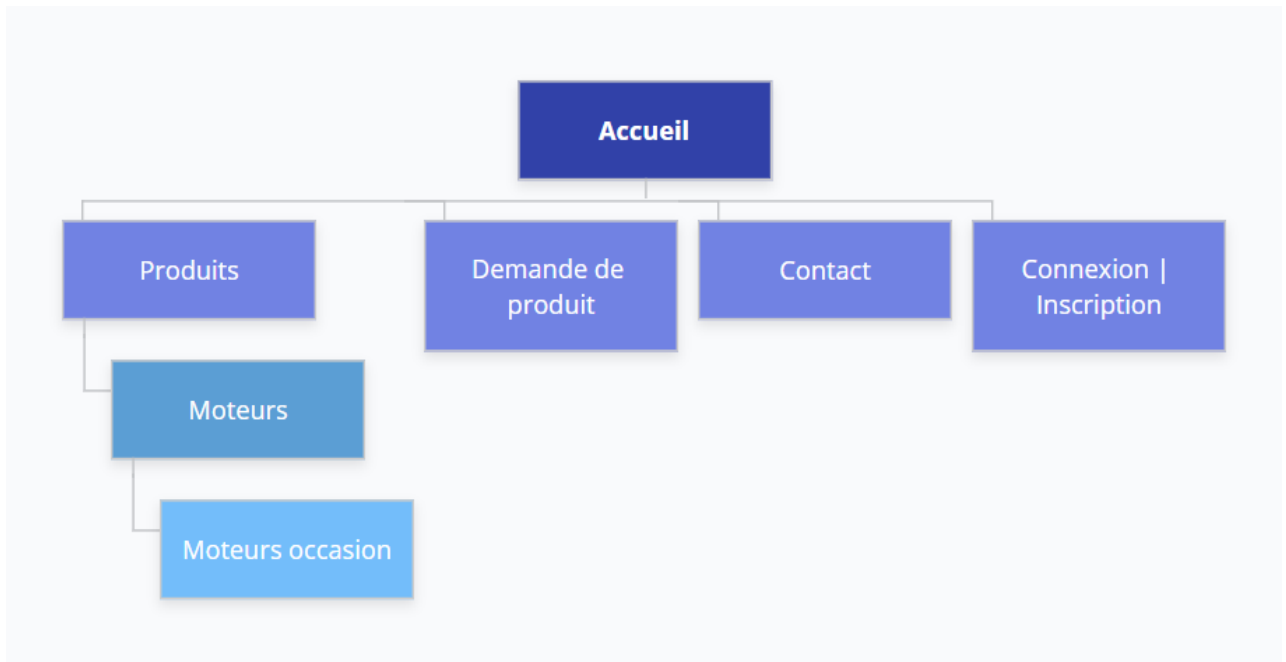 Accueil
Produits
Demande de
produit
Contact
Connexion |
Inscription
Moteurs
Moteurs occasion